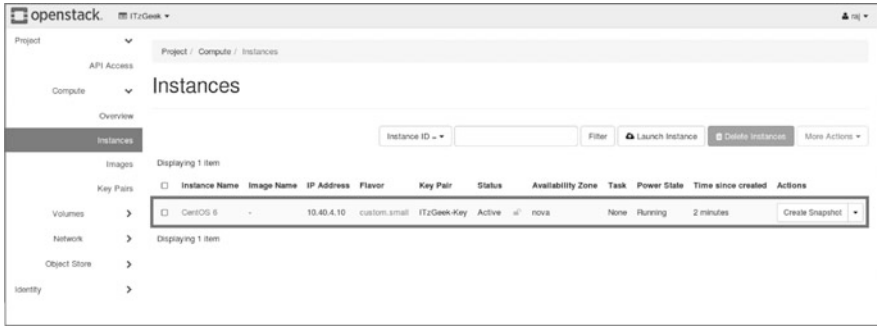 openstack. ITzGeek
raj
Project
API Access
Compute
Overview
Instances
Images
Key Pairs
Volumes
Network
Object Store
Identity
Project / Compute / Instances
Instances
Instance ID = Filter Launch Instance Delete Instances More Actions
Displaying 1 item
Instance Name Image Name IP Address Flavor Key Pair Status Availability Zone Task Power State Time since created Actions
CentOS 6 - 10.40.4.10 custom.small ITzGeek-Key Active nova None Running 2 minutes Create Snapshot
Displaying 1 item